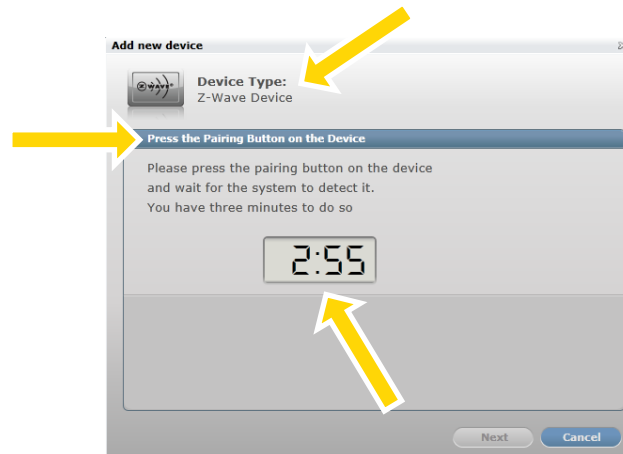 Add new device
Z WAVE
Device Type:
Z-Wave Device
Press the Pairing Button on the Device
Please press the pairing button on the device
and wait for the system to detect it.
You have three minutes to do so
2:55
Next
Cancel